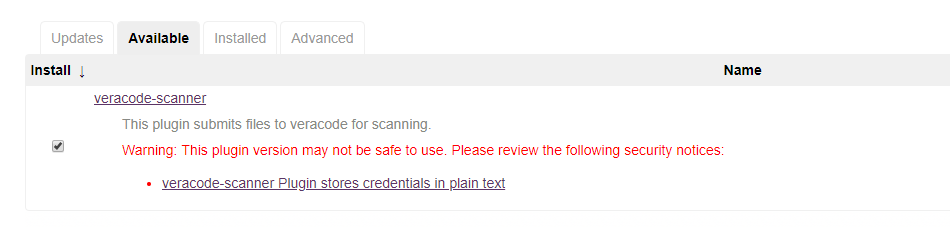 Updates Available Installed Advanced
Install ↓ Name
veracode-scanner
This plugin submits files to veracode for scanning.
Warning: This plugin version may not be safe to use. Please review the following security notices:
• veracode-scanner Plugin stores credentials in plain text